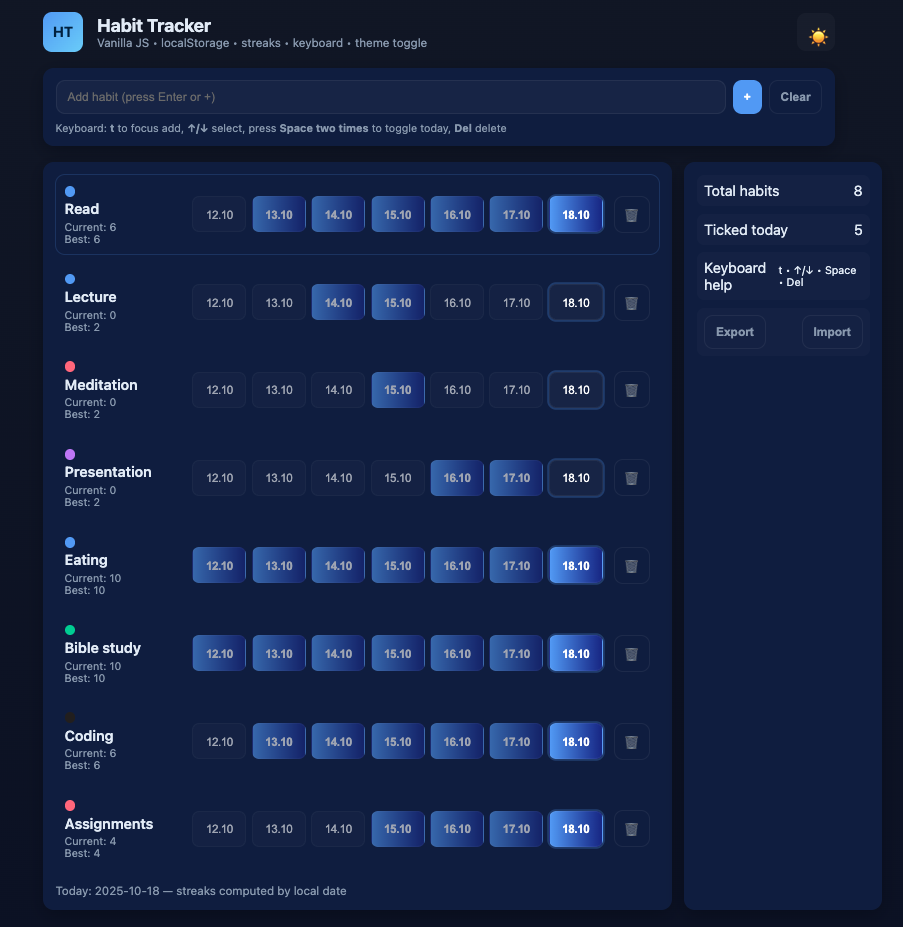 HT
Habit Tracker
Vanilla JS • localStorage • streaks • keyboard • theme toggle
Add habit (press Enter or +)
+
Clear
Keyboard: t to focus add, ↑/↓ select, press Space two times to toggle today, Del delete
Read
Current: 6
Best: 6
12.10 13.10 14.10 15.10 16.10 17.10 18.10
Lecture
Current: 0
Best: 2
12.10 13.10 14.10 15.10 16.10 17.10 18.10
Meditation
Current: 0
Best: 2
12.10 13.10 14.10 15.10 16.10 17.10 18.10
Presentation
Current: 0
Best: 2
12.10 13.10 14.10 15.10 16.10 17.10 18.10
Eating
Current: 10
Best: 10
12.10 13.10 14.10 15.10 16.10 17.10 18.10
Bible study
Current: 10
Best: 10
12.10 13.10 14.10 15.10 16.10 17.10 18.10
Coding
Current: 6
Best: 6
12.10 13.10 14.10 15.10 16.10 17.10 18.10
Assignments
Current: 4
Best: 4
12.10 13.10 14.10 15.10 16.10 17.10 18.10
Today: 2025-10-18 — streaks computed by local date
Total habits 8
Ticked today 5
Keyboard
help
t • ↑/↓ • Space
• Del
Export
Import